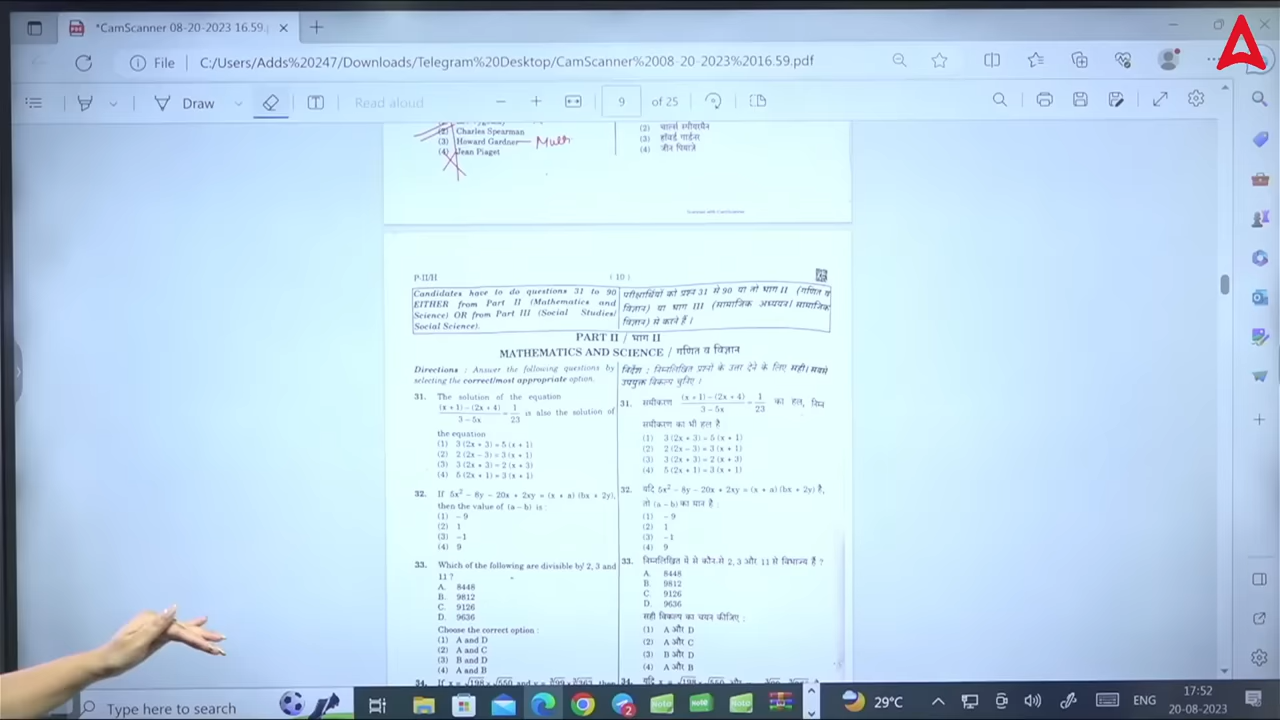 *CamScanner 08-20-2023 16.59.
File C:/Users/Adds%20247/Downloads/Telegram%20Desktop/CamScanner%2008-20-2023%2016.59.pdf
Draw Read aloud 9 of 25
(2) Charles Spearman
(3) Howard Gardner
(4) Jean Piaget
(2) चार्ल्स स्पीयरमैन
(3) हॉवर्ड गार्डनर
(4) जीन पियाजे
Scanned with CamScanner
P-II/H
( 10 )
Candidates have to do questions 31 to 90
EITHER from Part II (Mathematics and
Science) OR from Part III (Social Studies/
Social Science).
परीक्षार्थियों को प्रश्न 31 से 90 या तो भाग II (गणित व
विज्ञान) या भाग III (सामाजिक अध्ययन/सामाजिक
विज्ञान) से करने हैं।
PART II / भाग II
MATHEMATICS AND SCIENCE / गणित व विज्ञान
Directions : Answer the following questions by
selecting the correct/most appropriate option.
31. The solution of the equation
(x + 1) – (2x + 4) / 3 – 5x = 1/23 is also the solution of
the equation
(1) 3 (2x + 3) = 5 (x + 1)
(2) 2 (2x – 3) = 3 (x + 1)
(3) 3 (2x + 3) = 2 (x + 3)
(4) 5 (2x + 1) = 3 (x + 1)
32. If 5x² – 6y – 20x + 2xy = (x + a) (bx + 2y),
then the value of (a – b) is :
(1) – 9
(2) 1
(3) –1
(4) 9
33. Which of the following are divisible by 2, 3 and
11 ?
A. 8448
B. 9812
C. 9126
D. 9636
Choose the correct option :
(1) A and D
(2) A and C
(3) B and D
(4) A and B
निर्देश : निम्नलिखित प्रश्नों के उत्तर देने के लिए सही/सबसे
उपयुक्त विकल्प चुनिए ।
31. समीकरण (x + 1) – (2x + 4) / 3 – 5x = 1/23 का हल, निम्न
समीकरण का भी हल है
(1) 3 (2x + 3) = 5 (x + 1)
(2) 2 (2x – 3) = 3 (x + 1)
(3) 3 (2x + 3) = 2 (x + 3)
(4) 5 (2x + 1) = 3 (x + 1)
32. यदि 5x² – 6y – 20x + 2xy = (x + a) (bx + 2y) है,
तो (a – b) का मान है :
(1) – 9
(2) 1
(3) –1
(4) 9
33. निम्नलिखित में से कौन-से 2, 3 और 11 से विभाज्य हैं ?
A. 8448
B. 9812
C. 9126
D. 9636
सही विकल्प का चयन कीजिए :
(1) A और D
(2) A और C
(3) B और D
(4) A और B
Type here to search
29°C
ENG
17:52
20-08-2023